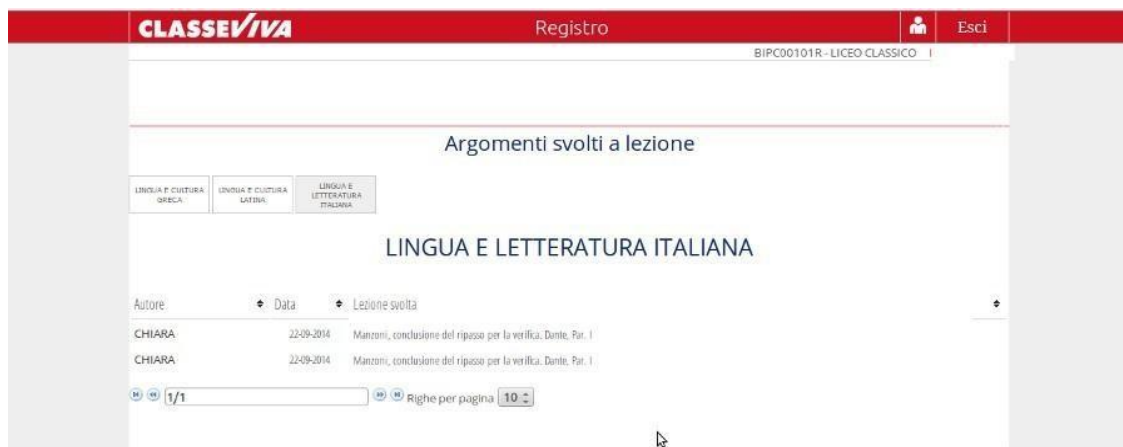 CLASSEVIVA Registro Esci
BIPC00101R - LICEO CLASSICO I
Argomenti svolti a lezione
LINGUA E CULTURA GRECA
LINGUA E CULTURA LATINA
LINGUA E LETTERATURA ITALIANA
LINGUA E LETTERATURA ITALIANA
Autore Data Lezione svolta
CHIARA 22-09-2014 Manzoni, conclusione del ripasso per la verifica. Dante, Par. I
CHIARA 22-09-2014 Manzoni, conclusione del ripasso per la verifica. Dante, Par. I
1/1 Righe per pagina 10